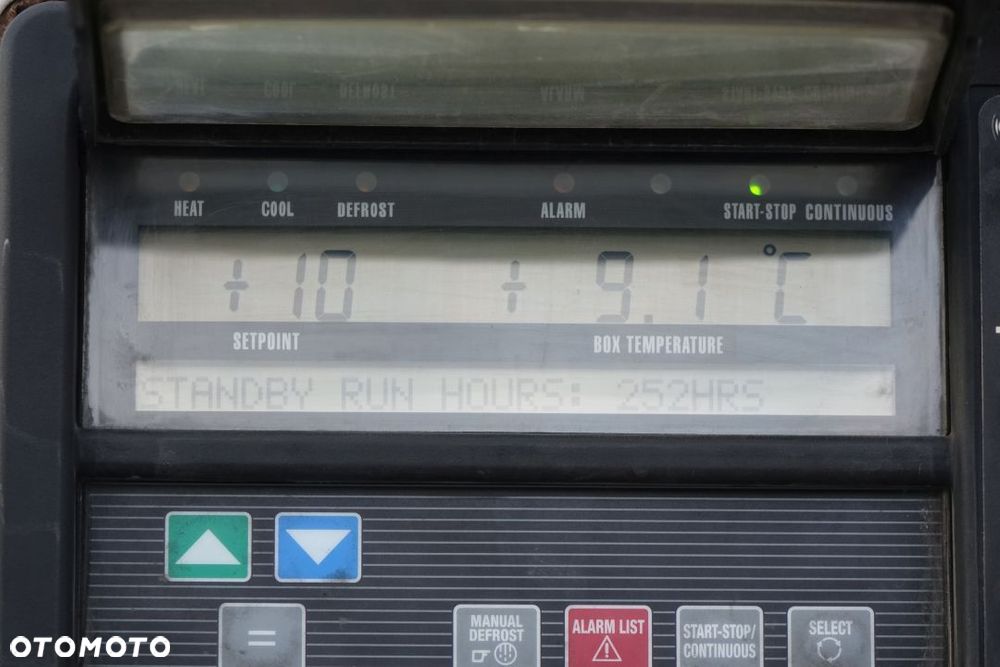 HEAT COOL DEFROST ALARM START-STOP CONTINUOUS
+10 +9.1 °C
SETPOINT BOX TEMPERATURE
STANDBY RUN HOURS: 252HRS
=
MANUAL DEFROST
ALARM LIST
START-STOP/ CONTINUOUS
SELECT
OTOMOTO